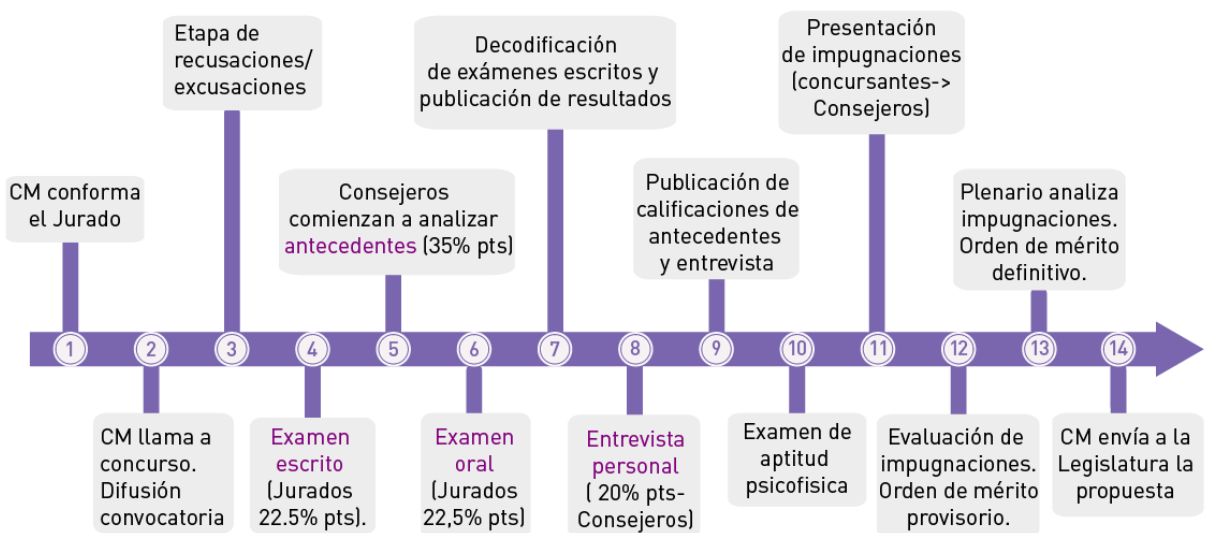 CM conforma
el Jurado
1
CM llama a
concurso.
Difusión
convocatoria
2
Etapa de
recusaciones/
excusaciones
3
Examen
escrito
(Jurados
22.5% pts).
4
Consejeros
comienzan a analizar
antecedentes (35% pts)
5
Examen
oral
(Jurados
22,5% pts)
6
Decodificación
de exámenes escritos y
publicación de resultados
7
Entrevista
personal
( 20% pts-
Consejeros)
8
Publicación de
calificaciones de
antecedentes
y entrevista
9
Examen de
aptitud
psicofisica
10
Presentación
de impugnaciones
(concursantes->
Consejeros)
11
Evaluación de
impugnaciones.
Orden de mérito
provisorio.
12
Plenario analiza
impugnaciones.
Orden de mérito
definitivo.
13
CM envía a la
Legislatura la
propuesta
14